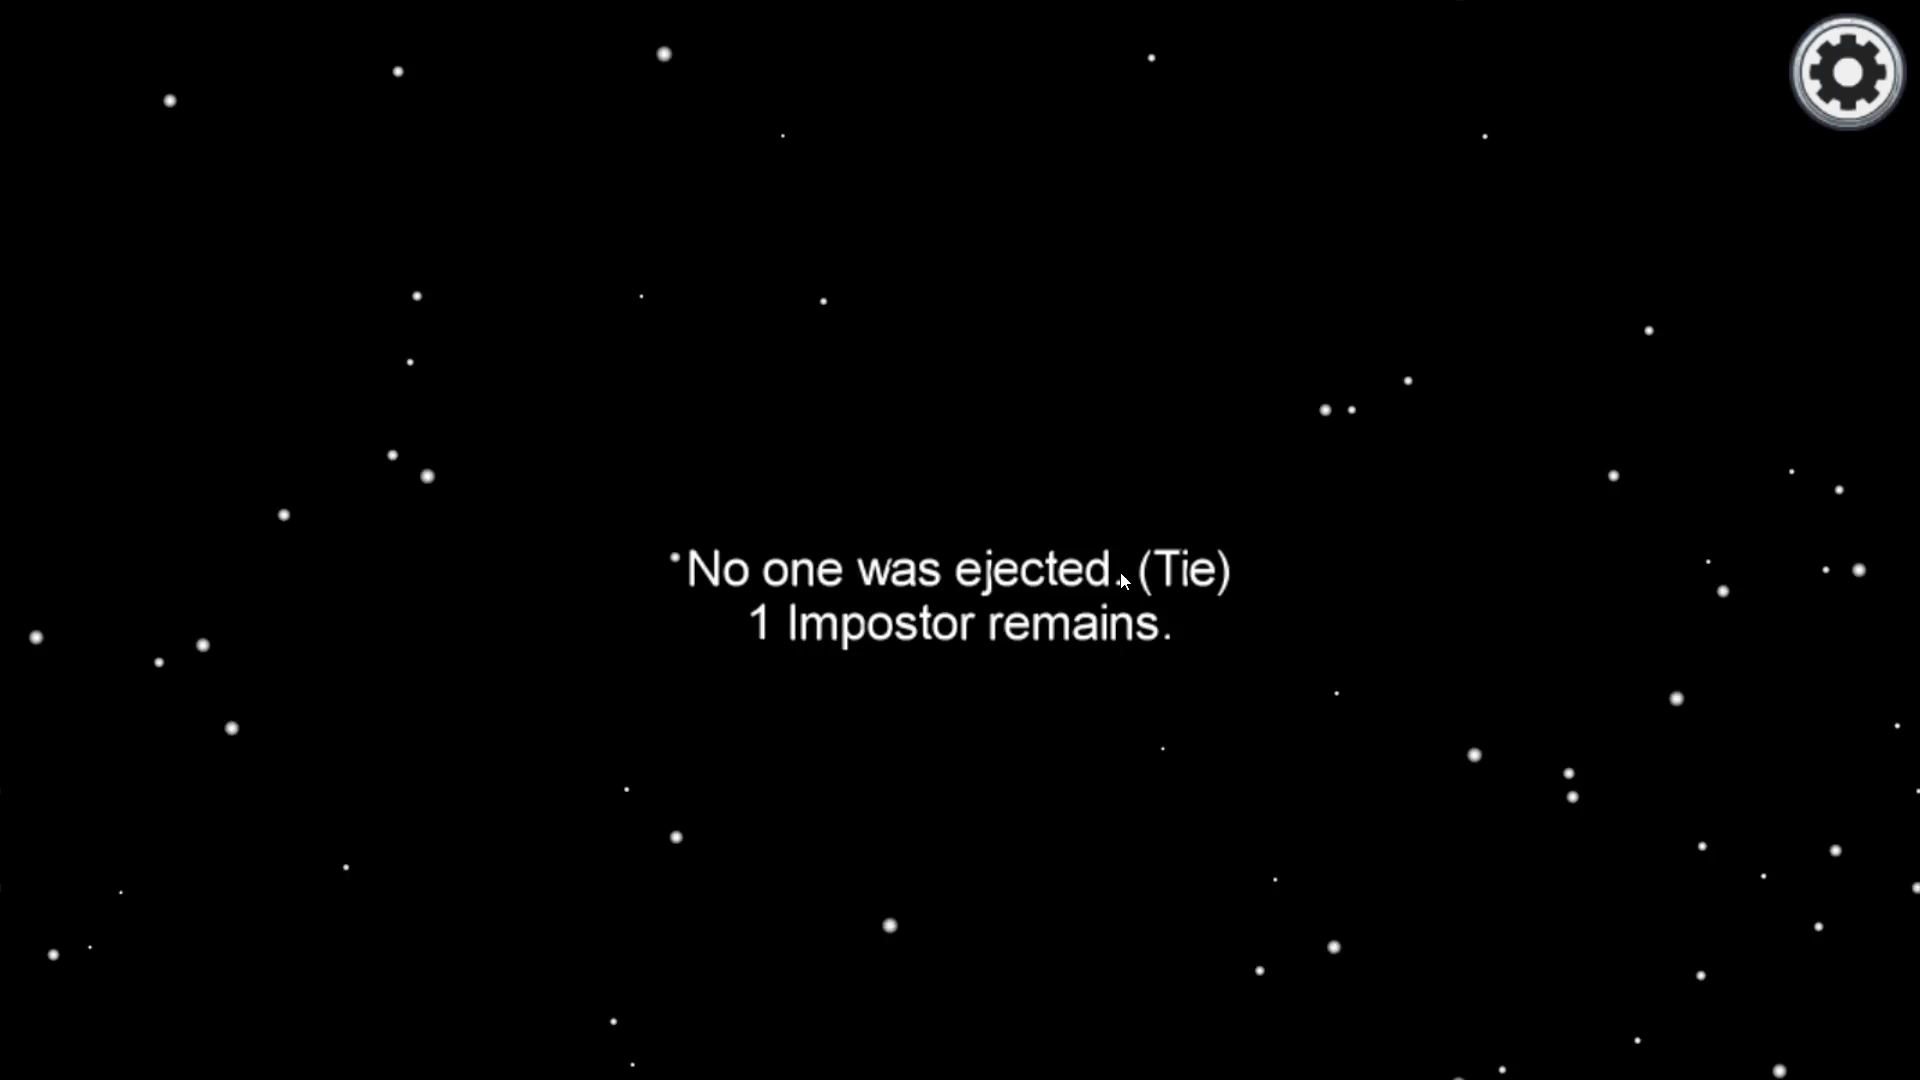 No one was ejected. (Tie)
1 Impostor remains.